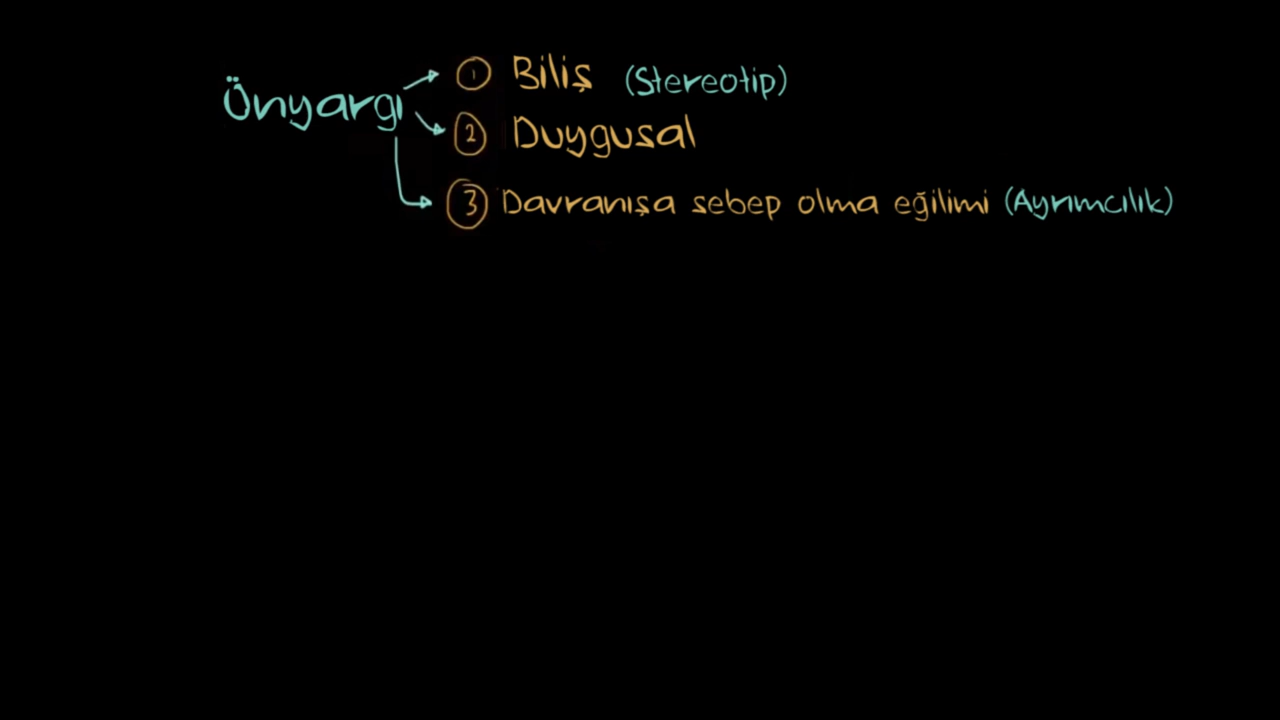 Önyargı
1 Biliş (Stereotip)
2 Duygusal
3 Davranışa sebep olma eğilimi (Ayrımcılık)